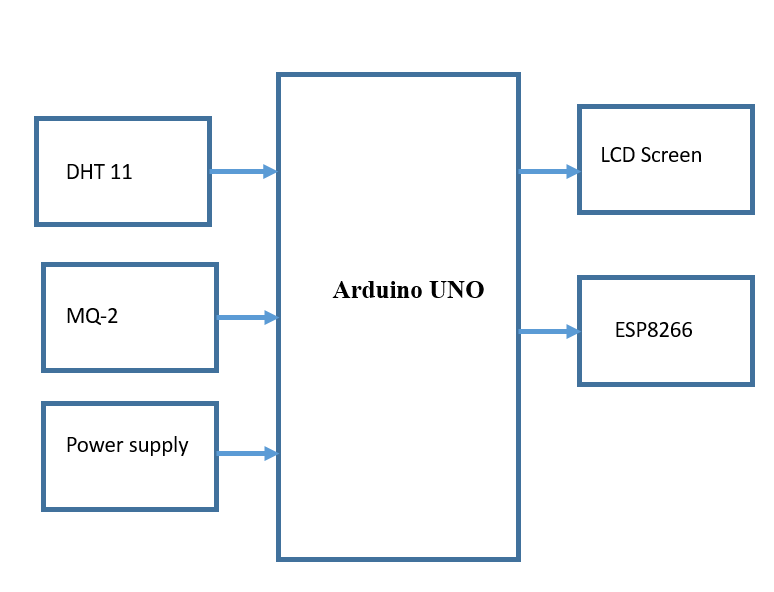 DHT 11
MQ-2
Power supply
Arduino UNO
LCD Screen
ESP8266